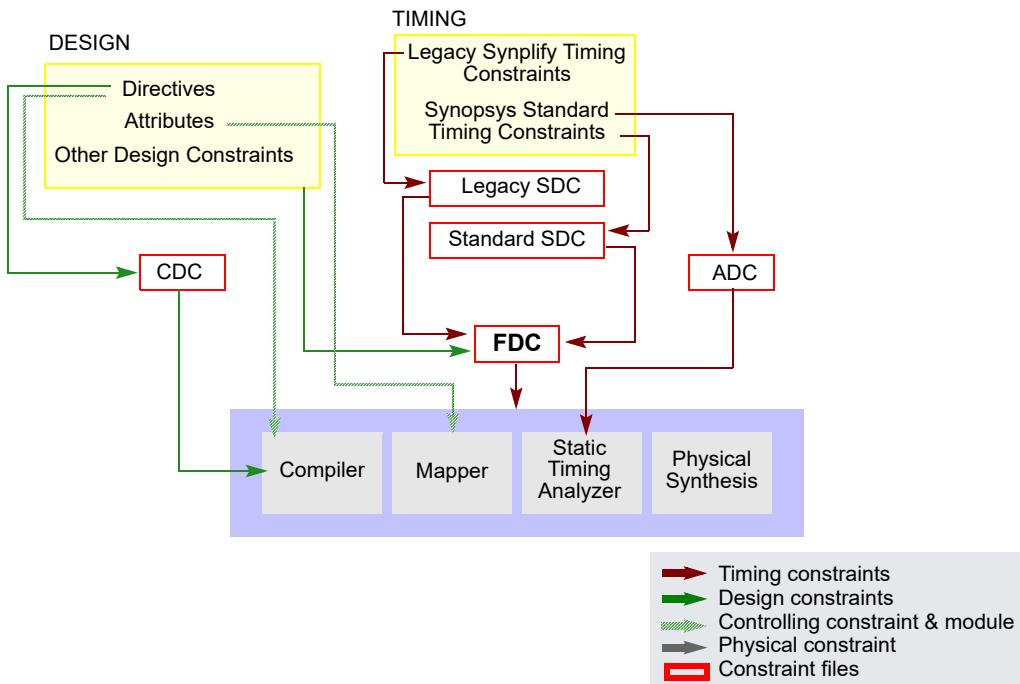 TIMING
DESIGN
Legacy Synplify Timing
Constraints
Synopsys Standard
Timing Constraints
Directives
Attributes
Other Design Constraints
Legacy SDC
Standard SDC
CDC
ADC
FDC
Compiler
Mapper
Static
Timing
Analyzer
Physical
Synthesis
Timing constraints
Design constraints
Controlling constraint & module
Physical constraint
Constraint files